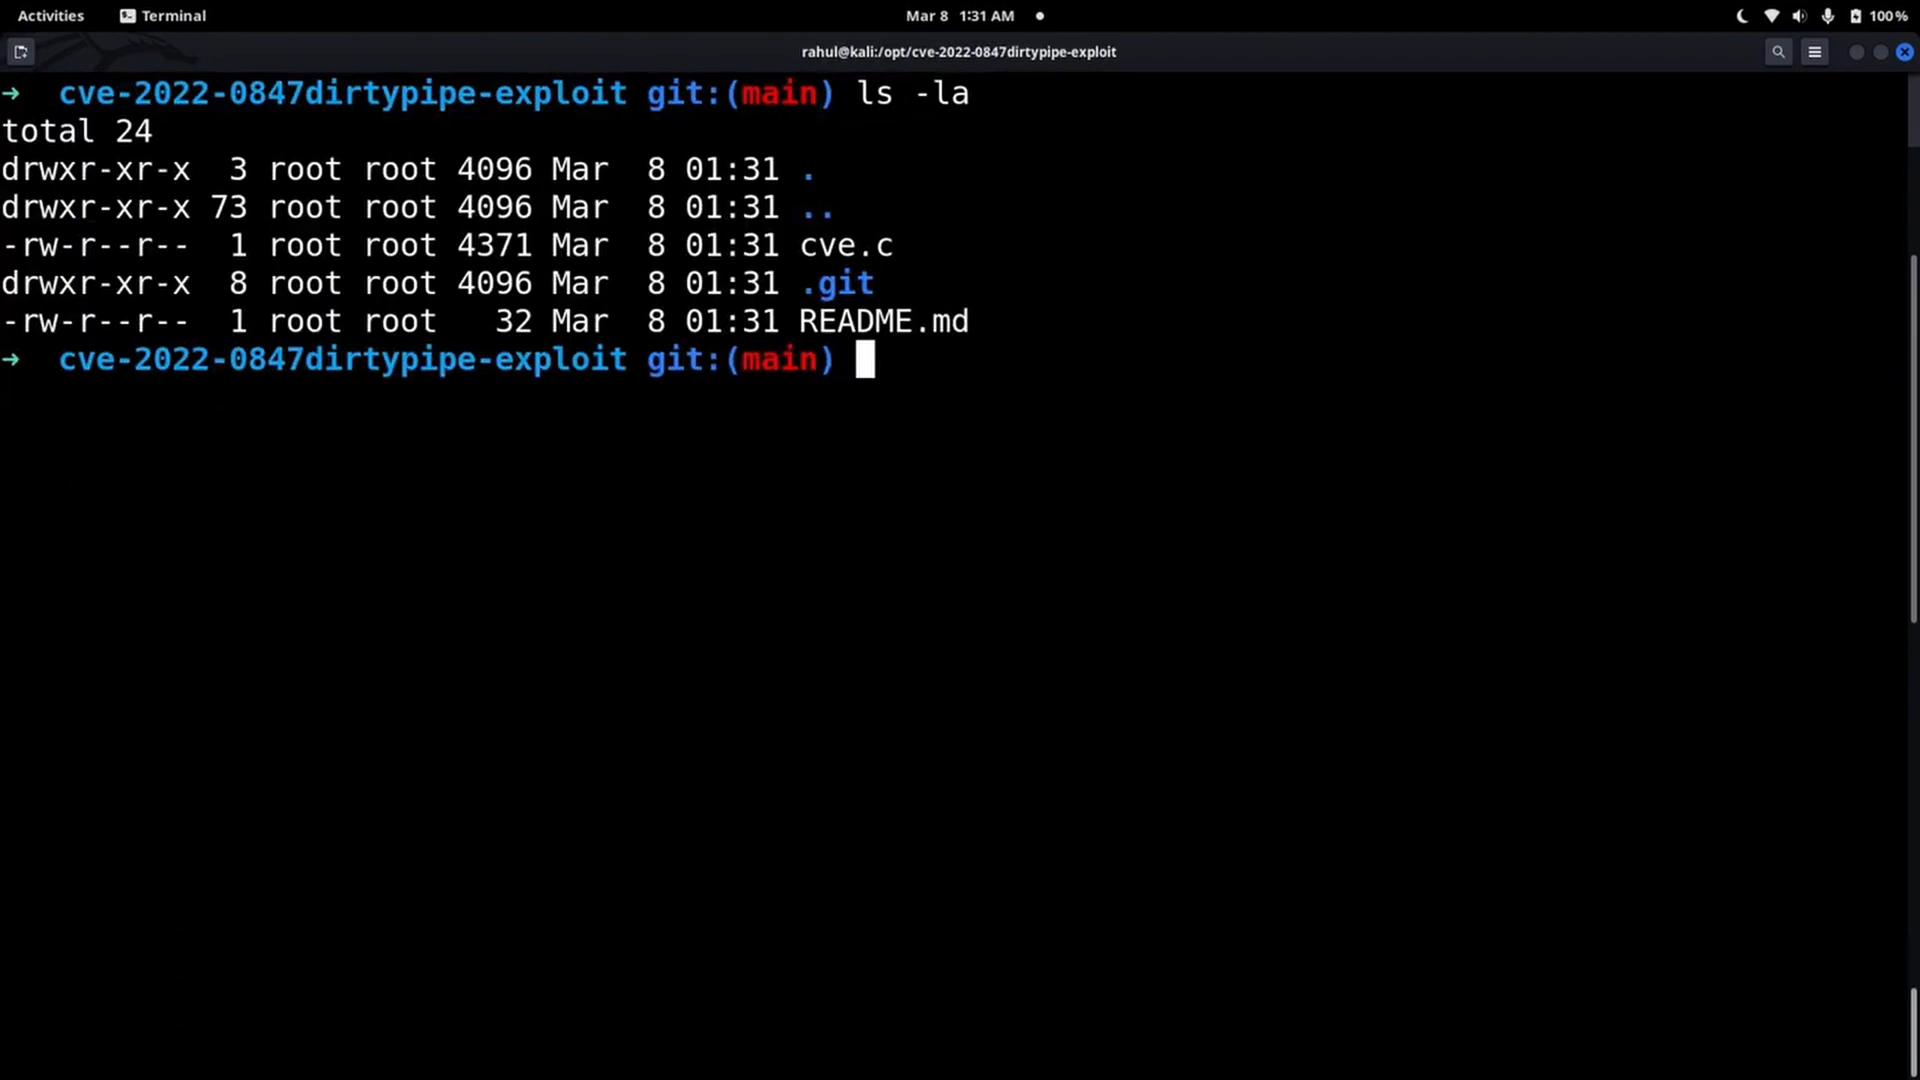 Activities Terminal Mar 8 1:31 AM 100%
rahul@kali:/opt/cve-2022-0847dirtypipe-exploit
→ cve-2022-0847dirtypipe-exploit git:(main) ls -la
total 24
drwxr-xr-x 3 root root 4096 Mar 8 01:31 .
drwxr-xr-x 73 root root 4096 Mar 8 01:31 ..
-rw-r--r-- 1 root root 4371 Mar 8 01:31 cve.c
drwxr-xr-x 8 root root 4096 Mar 8 01:31 .git
-rw-r--r-- 1 root root 32 Mar 8 01:31 README.md
→ cve-2022-0847dirtypipe-exploit git:(main)